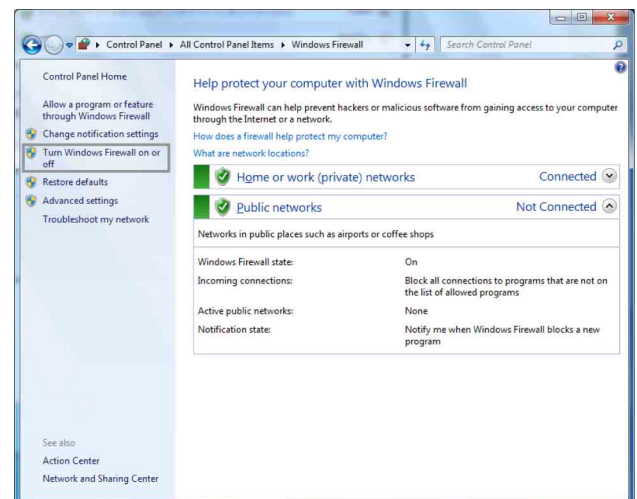 Control Panel ▸ All Control Panel Items ▸ Windows Firewall
Search Control Panel
Control Panel Home
Allow a program or feature
through Windows Firewall
Change notification settings
Turn Windows Firewall on or
off
Restore defaults
Advanced settings
Troubleshoot my network
See also
Action Center
Network and Sharing Center
Help protect your computer with Windows Firewall
Windows Firewall can help prevent hackers or malicious software from gaining access to your computer
through the Internet or a network.
How does a firewall help protect my computer?
What are network locations?
Home or work (private) networks Connected
Public networks Not Connected
Networks in public places such as airports or coffee shops
Windows Firewall state: On
Incoming connections: Block all connections to programs that are not on
the list of allowed programs
Active public networks: None
Notification state: Notify me when Windows Firewall blocks a new
program